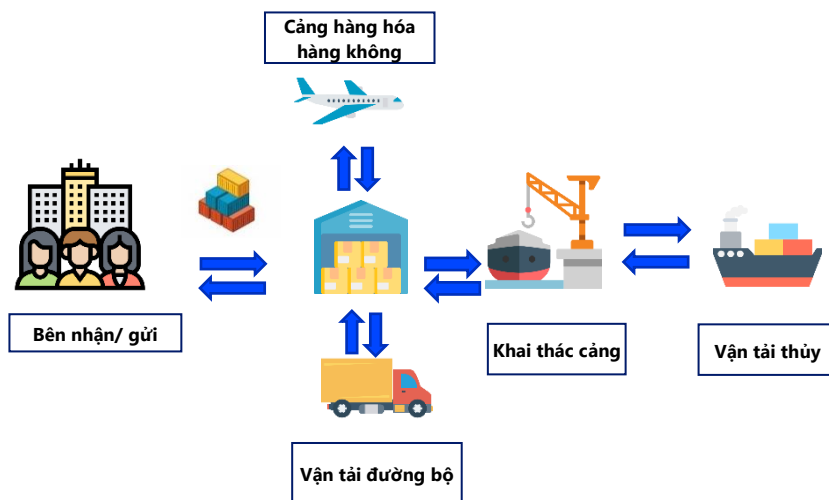 Cảng hàng hóa
hàng không
Bên nhận/ gửi
Khai thác cảng
Vận tải thủy
Vận tải đường bộ